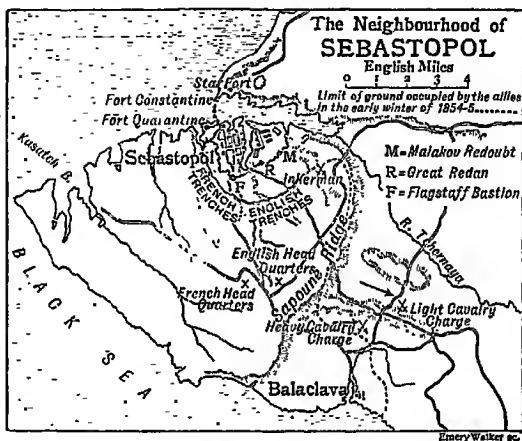 The Neighbourhood of
SEBASTOPOL
English Miles
0 1 2 3 4
Limit of ground occupied by the allies
in the early winter of 1854-5
M=Malakov Redoubt
R=Great Redan
F=Flagstaff Bastion
Star Fort
Fort Constantine
Fort Quarantine
Sebastopol
Kasatch B.
M
R
F
Inkerman
FRENCH TRENCHES
ENGLISH TRENCHES
R. Tchernaya
English Head
Quarters
French Head
Quarters
Sapouné Ridge
Light Cavalry
Charge
Heavy Cavalry
Charge
BLACK SEA
Balaclava
Emery Walker sc.